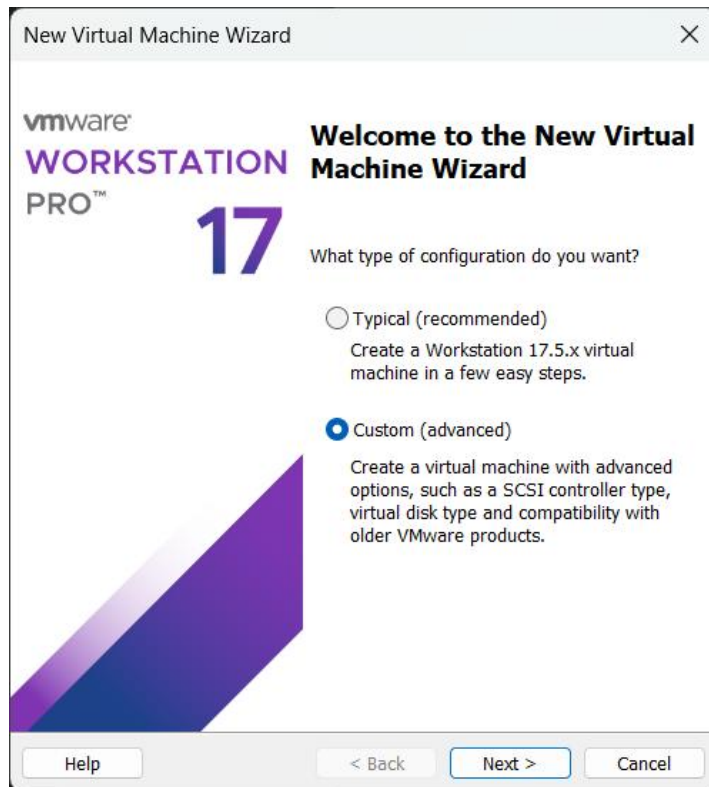 New Virtual Machine Wizard
vmware®
WORKSTATION
PRO™
17
Welcome to the New Virtual
Machine Wizard
What type of configuration do you want?
Typical (recommended)
Create a Workstation 17.5.x virtual
machine in a few easy steps.
Custom (advanced)
Create a virtual machine with advanced
options, such as a SCSI controller type,
virtual disk type and compatibility with
older VMware products.
Help
< Back
Next >
Cancel